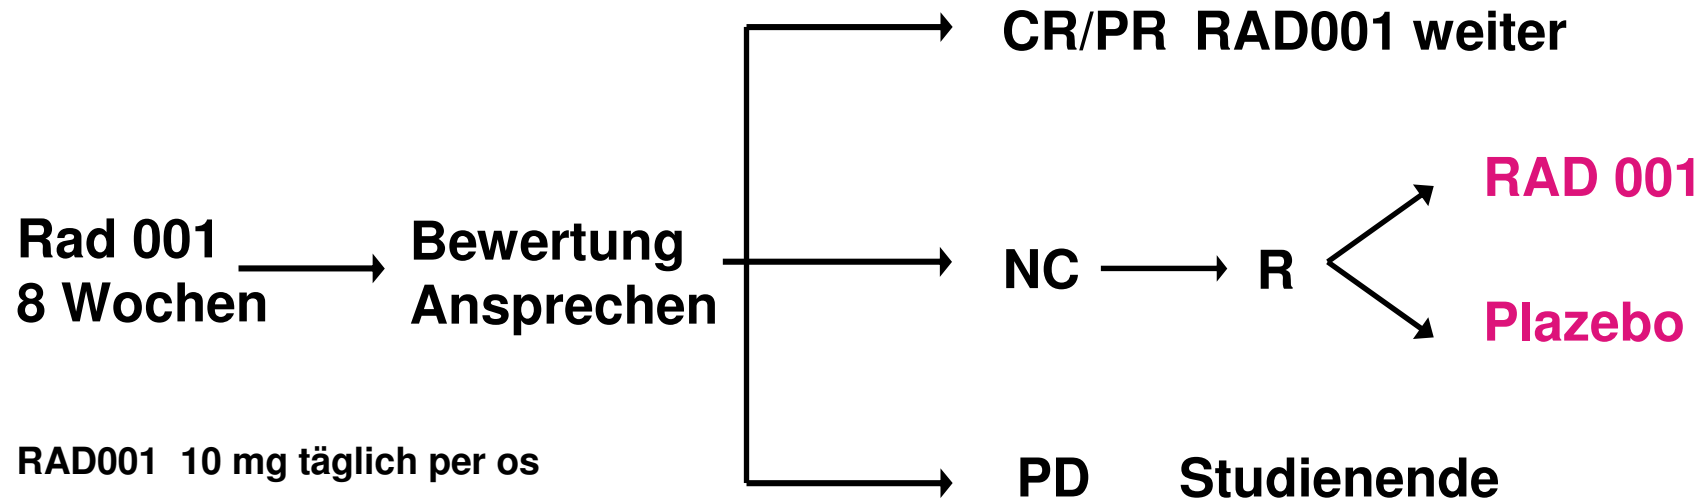 CR/PR RAD001 weiter
Rad 001
8 Wochen
Bewertung
Ansprechen
NC
R
RAD 001
Plazebo
PD Studienende
RAD001 10 mg täglich per os